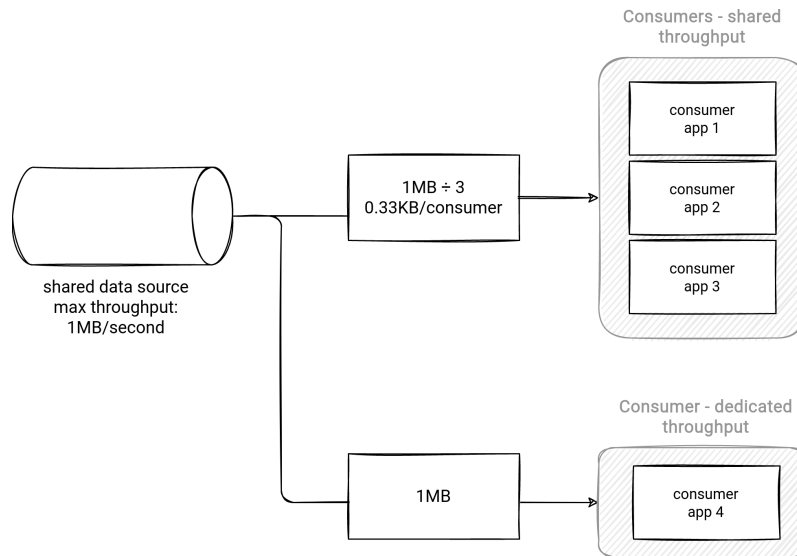 Consumers - shared
throughput
consumer
app 1
1MB ÷ 3
0.33KB/consumer
consumer
app 2
consumer
app 3
shared data source
max throughput:
1MB/second
Consumer - dedicated
throughput
1MB
consumer
app 4